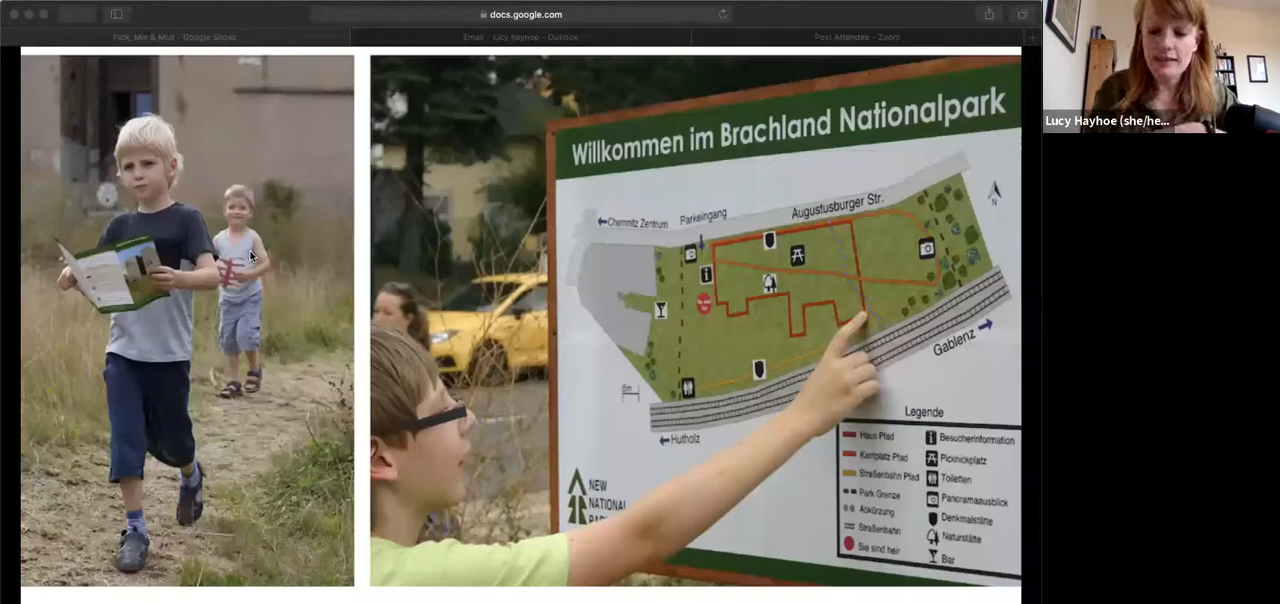 docs.google.com
Pick, Mix & Mull - Google Slides
Email - lucy hayhoe - Outlook
Post Attendee - Zoom
Lucy Hayhoe (she/he...
Willkommen im Brachland Nationalpark
Chemnitz Zentrum
Parkeingang
Augustusburger Str.
N
Gablenz
Hutholz
NEW
NATIONAL
Legende
Haus Pfad
Karrlplatz Pfad
Straßenbahn Pfad
Park Grenze
Abkürzung
Straßenbahn
Sie sind heir
Besucherinformation
Picknickplatz
Toiletten
Panoramaausblick
Denkmalstätte
Naturstätte
Bar